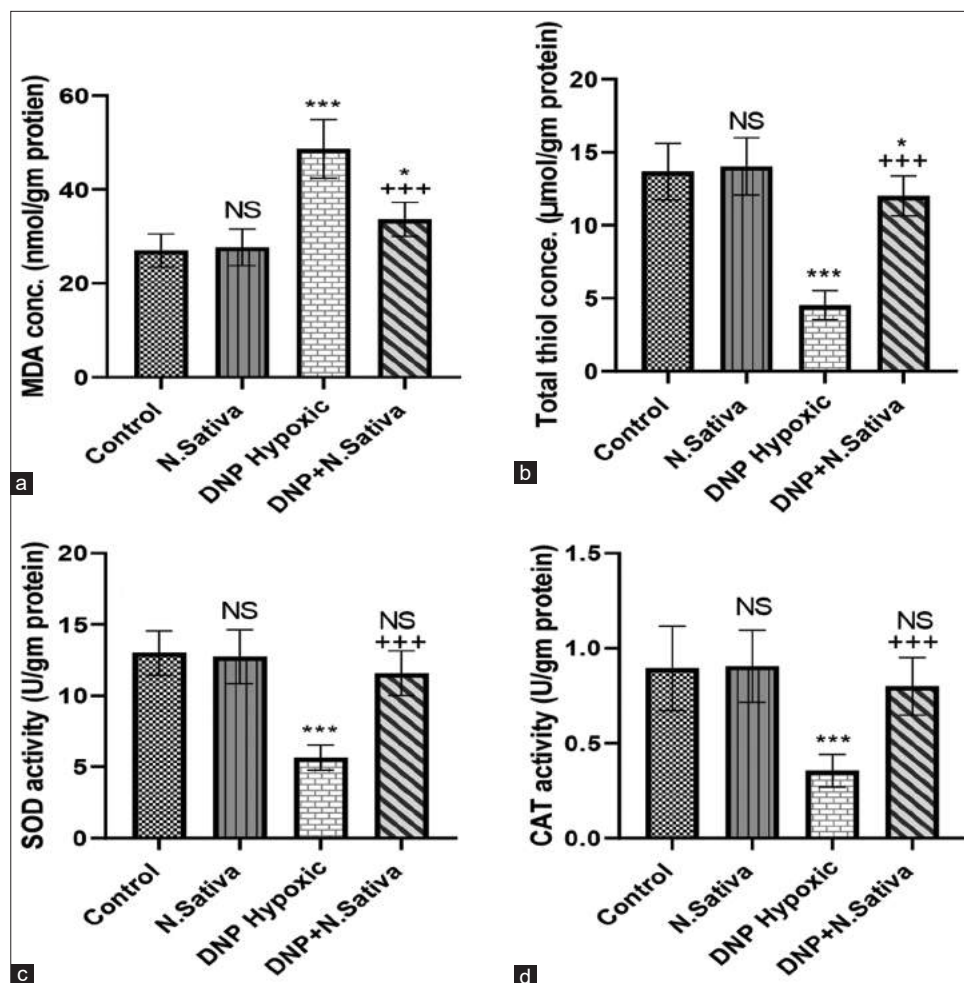 MDA conc. (nmol/gm protien)
60
40
20
0
NS
***
*
+++
Control
N.Sativa
DNP Hypoxic
DNP+N.Sativa
a
Total thiol conce. (µmol/gm protein)
20
15
10
5
0
NS
***
*
+++
Control
N.Sativa
DNP Hypoxic
DNP+N.Sativa
b
SOD activity (U/gm protein)
20
15
10
5
0
NS
***
NS
+++
Control
N.Sativa
DNP Hypoxic
DNP+N.Sativa
c
CAT activity (U/gm protein)
1.5
1.0
0.5
0.0
NS
***
NS
+++
Control
N.Sativa
DNP Hypoxic
DNP+N.Sativa
d